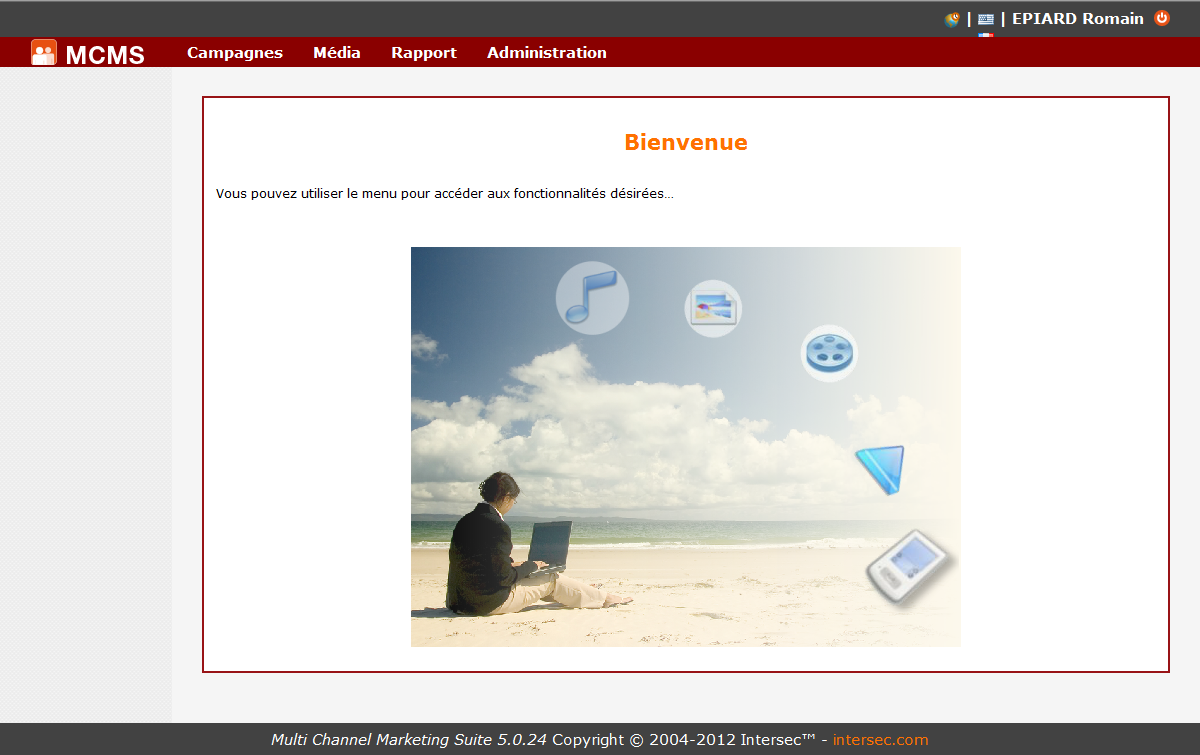 | | EPIARD Romain
MCMS Campagnes Média Rapport Administration
Bienvenue
Vous pouvez utiliser le menu pour accéder aux fonctionnalités désirées...
Multi Channel Marketing Suite 5.0.24 Copyright © 2004-2012 Intersec™ - intersec.com